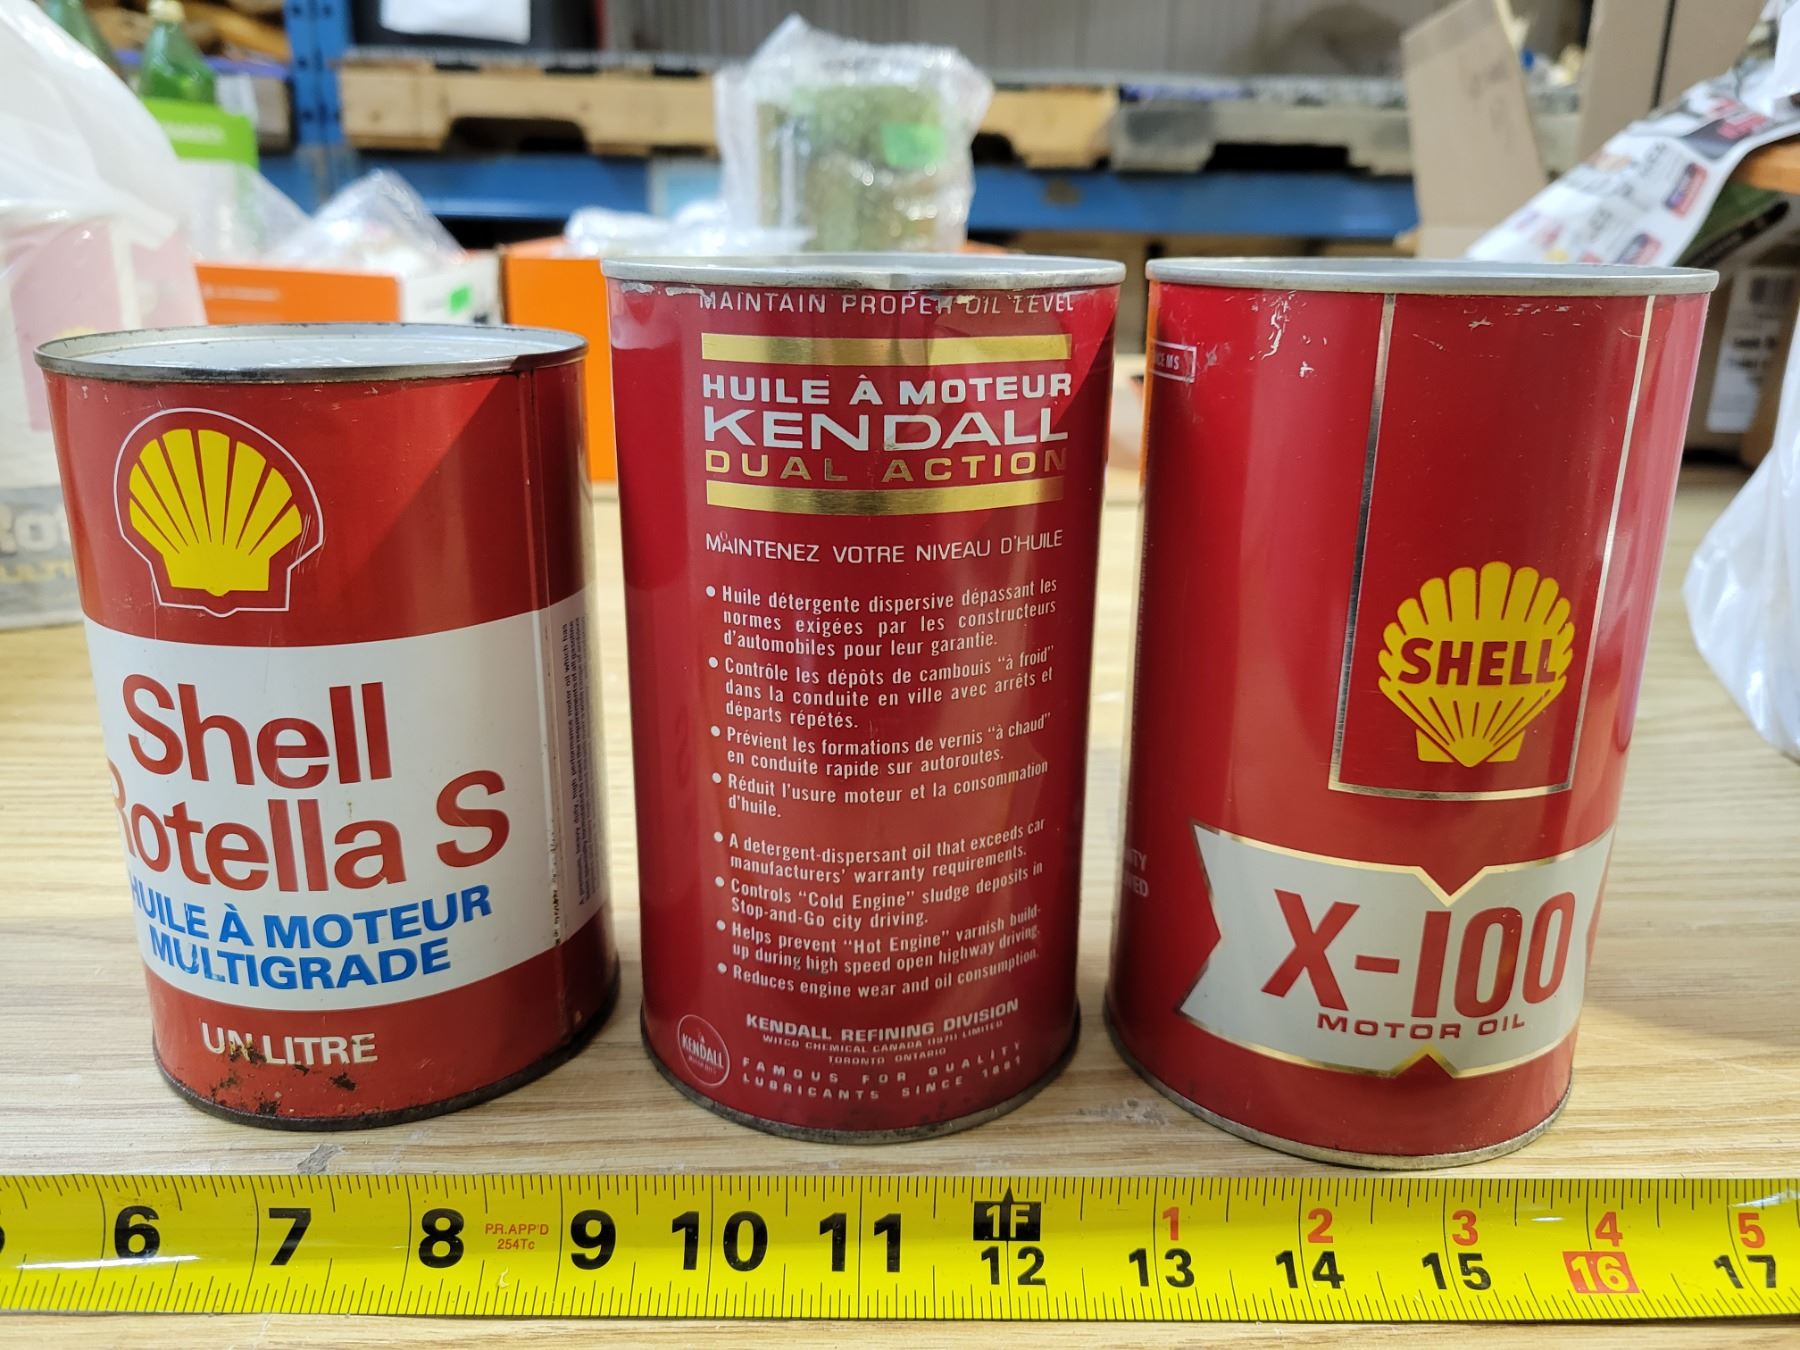 Shell
Rotella S
HUILE À MOTEUR
MULTIGRADE
UN LITRE
MAINTAIN PROPER OIL LEVEL
HUILE À MOTEUR
KENDALL
DUAL ACTION
MAINTENEZ VOTRE NIVEAU D'HUILE
• Huile détergente dispersive dépassant les
normes exigées par les constructeurs
d'automobiles pour leur garantie.
• Contrôle les dépôts de cambouis "à froid"
dans la conduite en ville avec arrêts et
départs répétés.
• Prévient les formations de vernis "à chaud"
en conduite rapide sur autoroutes.
• Réduit l'usure moteur et la consommation
d'huile.
• A detergent-dispersant oil that exceeds car
manufacturers' warranty requirements.
• Controls "Cold Engine" sludge deposits in
Stop-and-Go city driving.
• Helps prevent "Hot Engine" varnish build-
up during high speed open highway driving.
• Reduces engine wear and oil consumption.
KENDALL
KENDALL REFINING DIVISION
WITCO CHEMICAL CANADA (1971) LIMITED
TORONTO ONTARIO
FAMOUS FOR QUALITY
LUBRICANTS SINCE 1881
SHELL
X-100
MOTOR OIL
1F
1 2 3 4 5
6 7 8 9 10 11 12 13 14 15 16 17
P.R. APP'D
254Tc